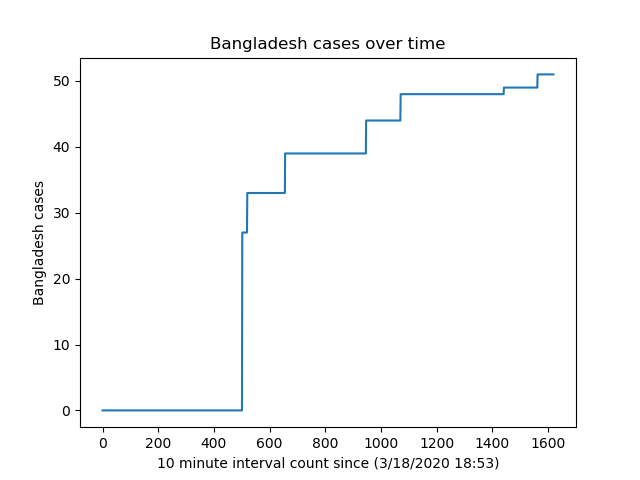 Bangladesh cases over time
50
40
30
20
10
0
Bangladesh cases
0 200 400 600 800 1000 1200 1400 1600
10 minute interval count since (3/18/2020 18:53)